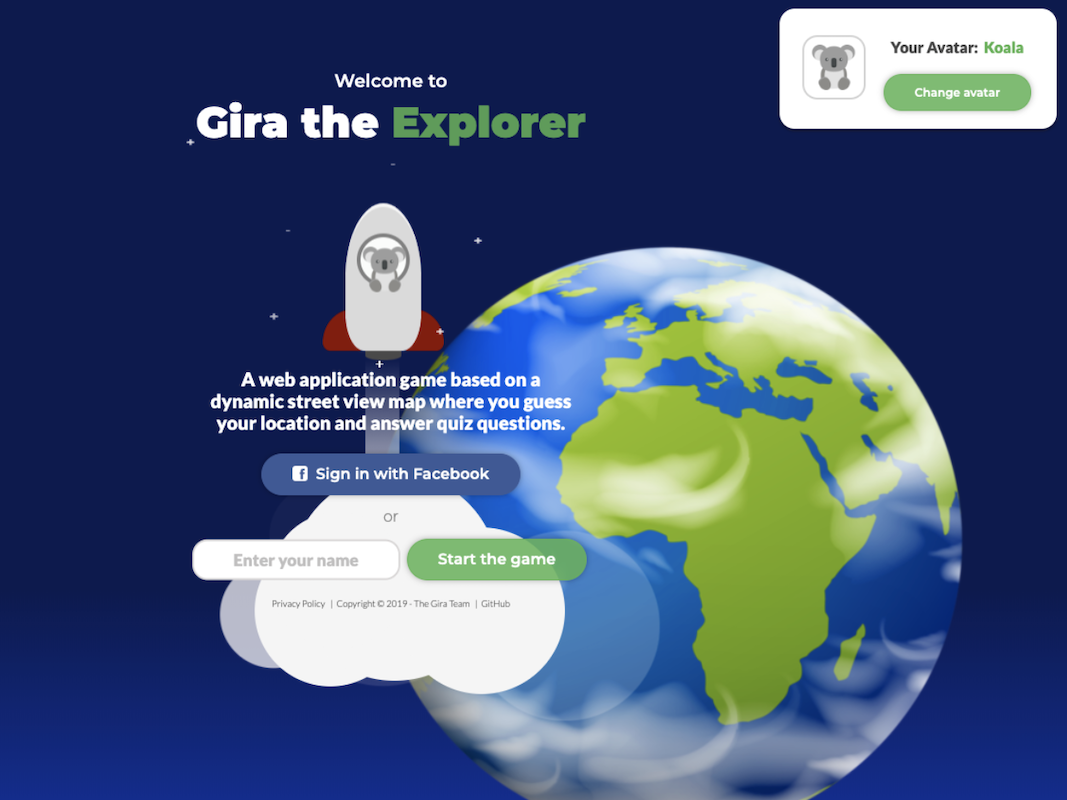 Welcome to
Gira the Explorer
Your Avatar: Koala
Change avatar
A web application game based on a
dynamic street view map where you guess
your location and answer quiz questions.
Sign in with Facebook
or
Enter your name
Start the game
Privacy Policy | Copyright © 2019 - The Gira Team | GitHub